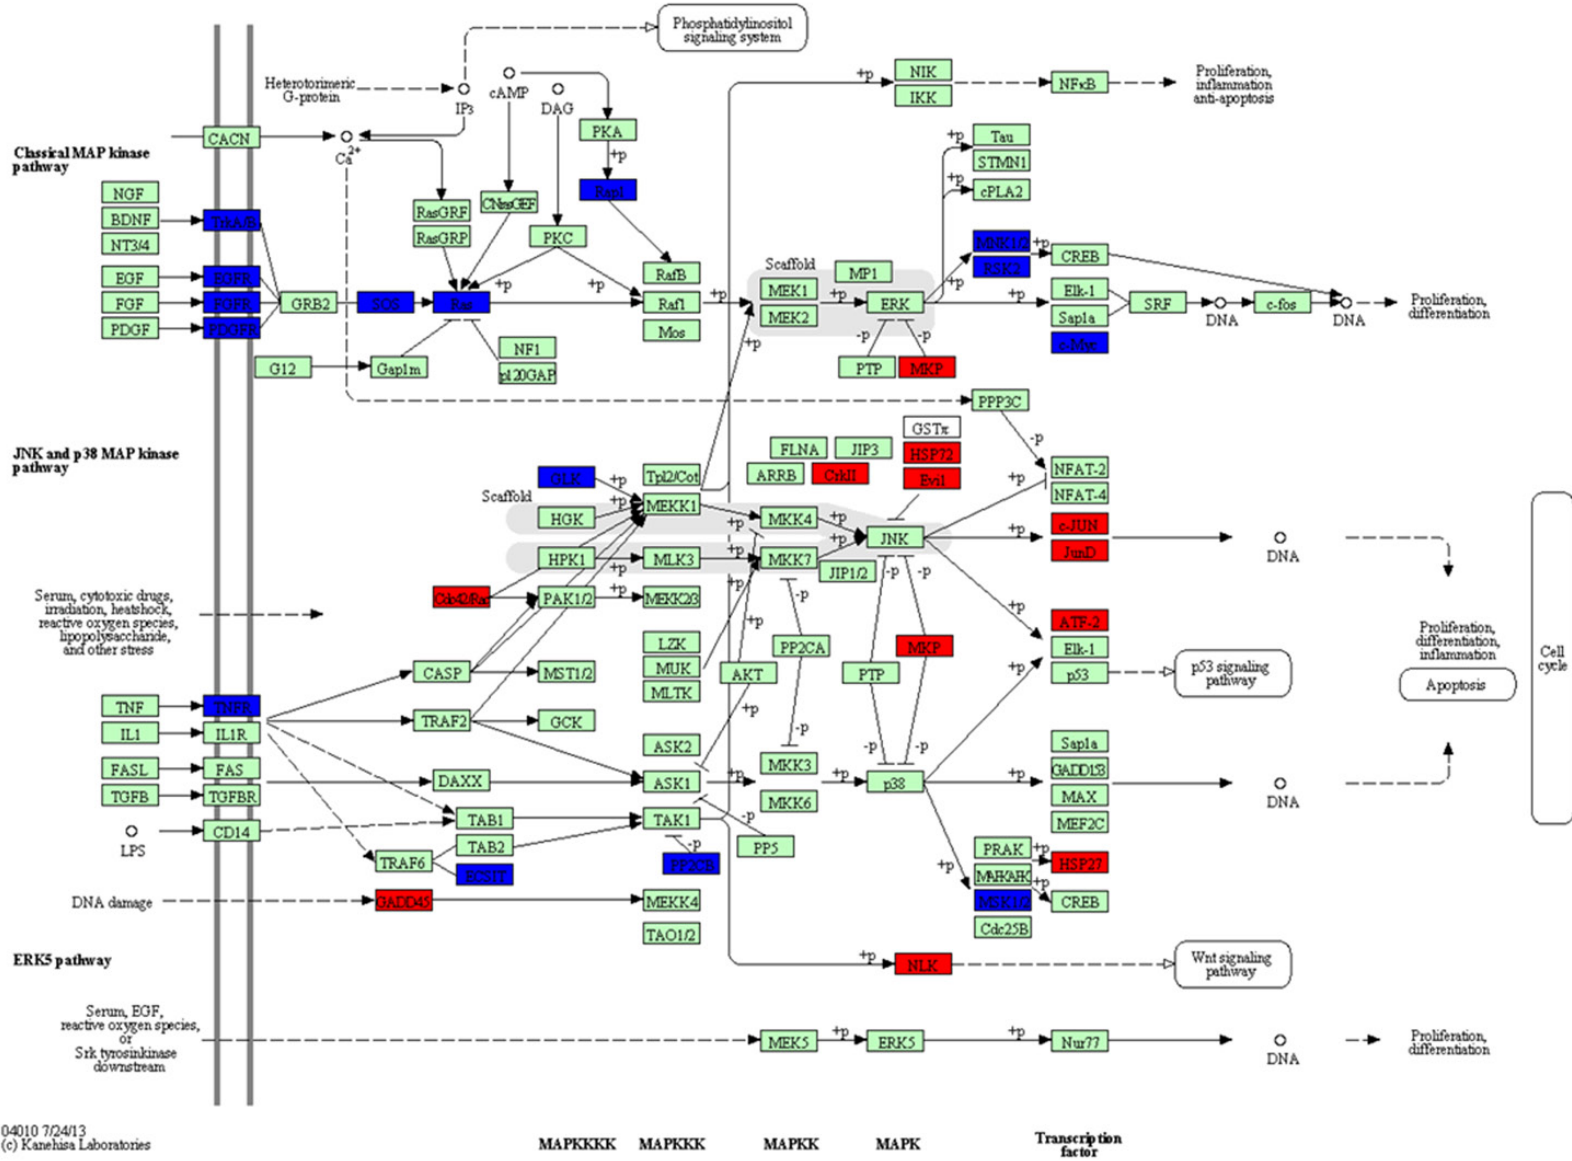 Phosphatidylinositol
signaling system
Heterotorimeric
G-protein
IP3
cAMP
DAG
+p
NIK
IKK
NFκB
Proliferation,
inflammation
anti-apoptosis
CACN
Ca2+
PKA
+p
Rap1
Classical MAP kinase
pathway
NGF
BDNF
NT3/4
TrkA/B
RasGRF
RasGRP
CNrasGEF
PKC
+p
Tau
STMN1
+p
cPLA2
EGF
EGFR
FGF
FGFR
PDGF
PDGFR
GRB2
SOS
Ras
+p
+p
RafB
Raf1
Mos
+p
+p
Scaffold
MP1
MEK1
MEK2
+p
ERK
+p
+p
MNK1/2
RSK2
+p
CREB
Elk-1
Sap1a
c-Myc
SRF
DNA
c-fos
DNA
Proliferation,
differentiation
G12
Gap1m
NF1
p120GAP
-p
-p
PTP
MKP
PPP3C
-p
JNK and p38 MAP kinase
pathway
GLK
+p
+p
Scaffold
HGK
Tpl2/Cot
MEKK1
FLNA
JIP3
ARRB
CrkII
GSTπ
HSP72
Evi1
+p
NFAT-2
NFAT-4
+p
MKK4
+p
JNK
+p
c-JUN
JunD
DNA
HPK1
+p
MLK3
+p
MKK7
+p
JIP1/2
Cdc42/Rac
PAK1/2
+p
MEKK2/3
-p
-p
-p
+p
Serum, cytotoxic drugs,
irradiation, heatshock,
reactive oxygen species,
lipopolysaccharide,
and other stress
LZK
MUK
MLTK
+p
AKT
PP2CA
PTP
MKP
ATF-2
Elk-1
p53
+p
p53 signaling
pathway
Proliferation,
differentiation,
inflammation
Apoptosis
Cell
cycle
CASP
MST1/2
TNF
TNFR
IL1
IL1R
TRAF2
GCK
+p
-p
-p
-p
ASK2
FASL
FAS
TGFB
TGFBR
DAXX
ASK1
+p
MKK3
MKK6
+p
p38
+p
Sap1a
GADD153
MAX
MEF2C
DNA
LPS
CD14
TAB1
TAB2
TAK1
-p
-p
PP5
TRAF6
ECSIT
PP2CB
PRAK
MAPKAPK
MSK1/2
Cdc25B
+p
+p
+p
HSP27
CREB
DNA damage
GADD45
MEKK4
TAO1/2
ERK5 pathway
+p
NLK
Wnt signaling
pathway
Serum, EGF,
reactive oxygen species,
or
Srk tyrosinkinase
downstream
MEK5
+p
ERK5
+p
Nur77
DNA
Proliferation,
differentiation
04010 7/24/13
(c) Kanehisa Laboratories
MAPKKKK
MAPKKK
MAPKK
MAPK
Transcription
factor